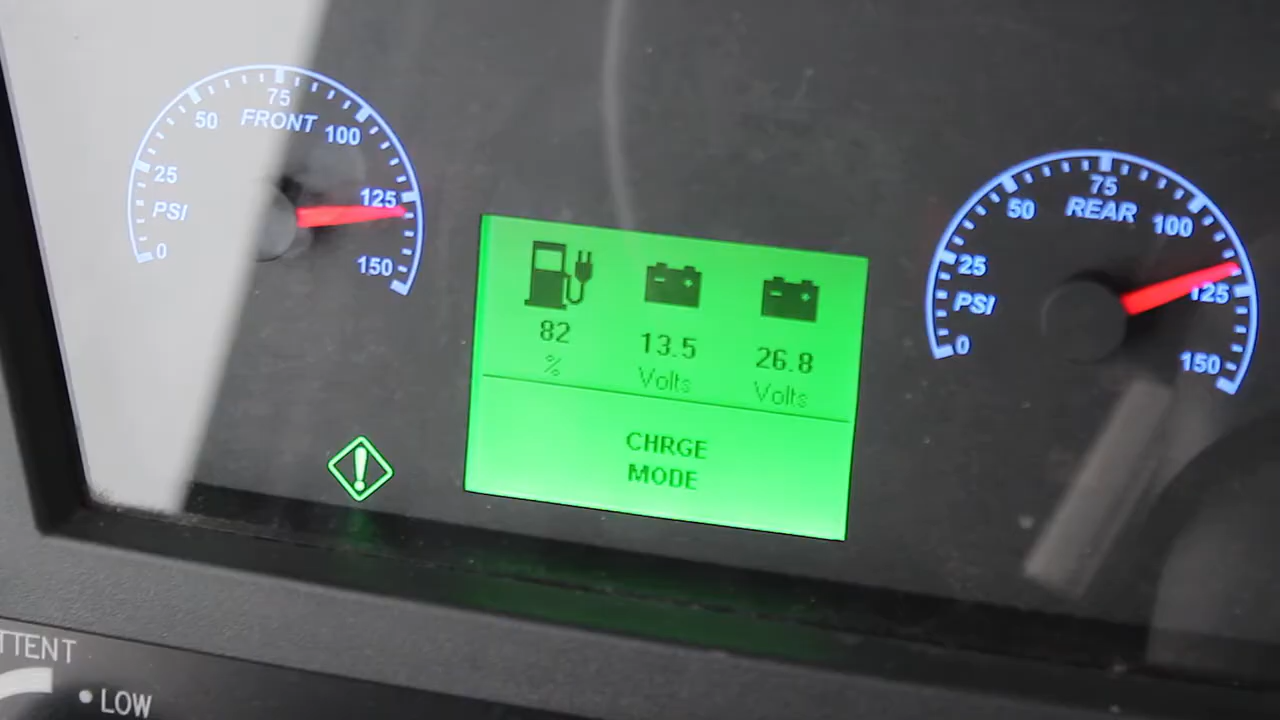 75
50 FRONT 100
25 125
PSI
0 150
75
50 REAR 100
25 125
PSI
0 150
82 13.5 26.8
% Volts Volts
CHRGE
MODE
TTENT
• LOW